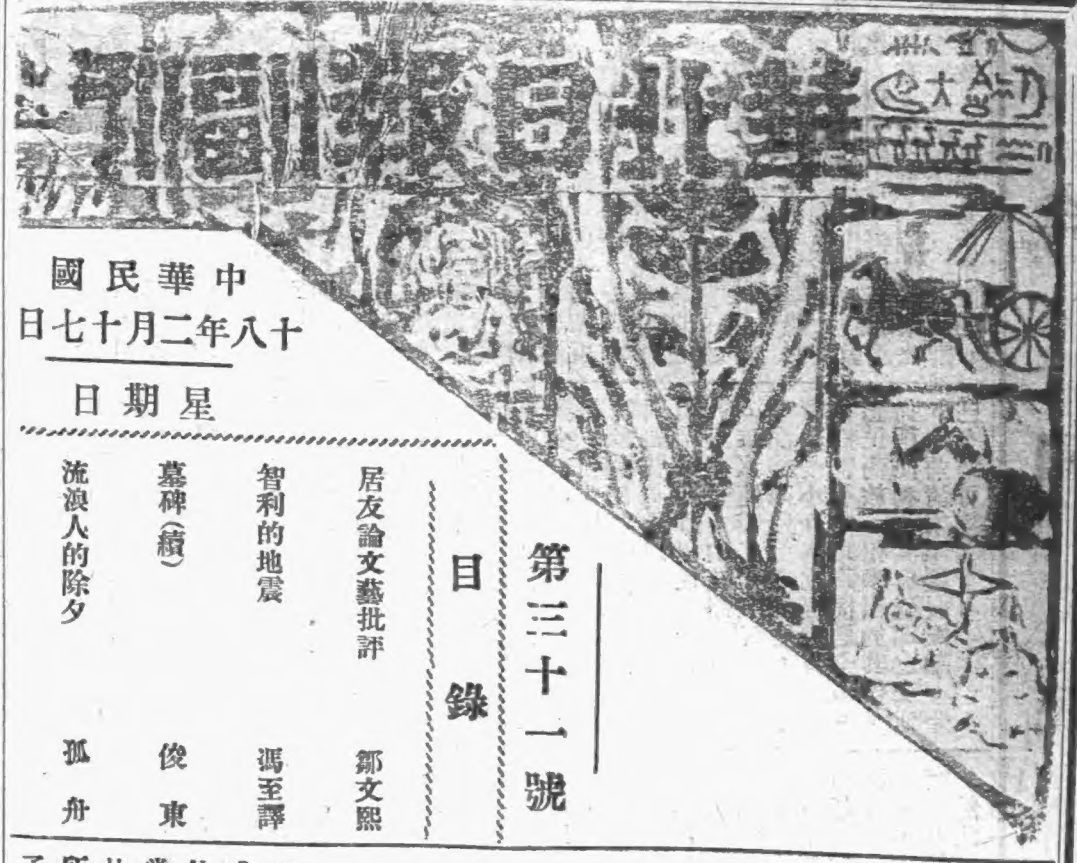 華北日報副刊
中華民國
十八年二月十七日
星期日
第三十一號
目錄
居友論文藝批評 鄒文熙
智利的地震 馮至譯
墓碑(續) 俊東
流浪人的除夕 孤舟